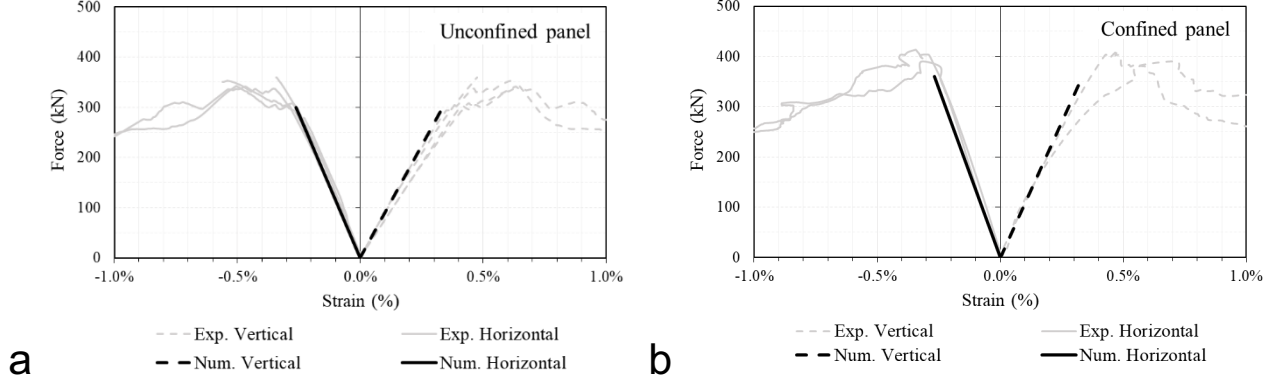 500
Unconfined panel
400
300
200
100
0
Force (kN)
-1.0%
-0.5%
0.0%
0.5%
1.0%
Strain (%)
Exp. Vertical
Exp. Horizontal
Num. Vertical
Num. Horizontal
a
500
Confined panel
400
300
200
100
0
Force (kN)
-1.0%
-0.5%
0.0%
0.5%
1.0%
Strain (%)
Exp. Vertical
Exp. Horizontal
Num. Vertical
Num. Horizontal
b